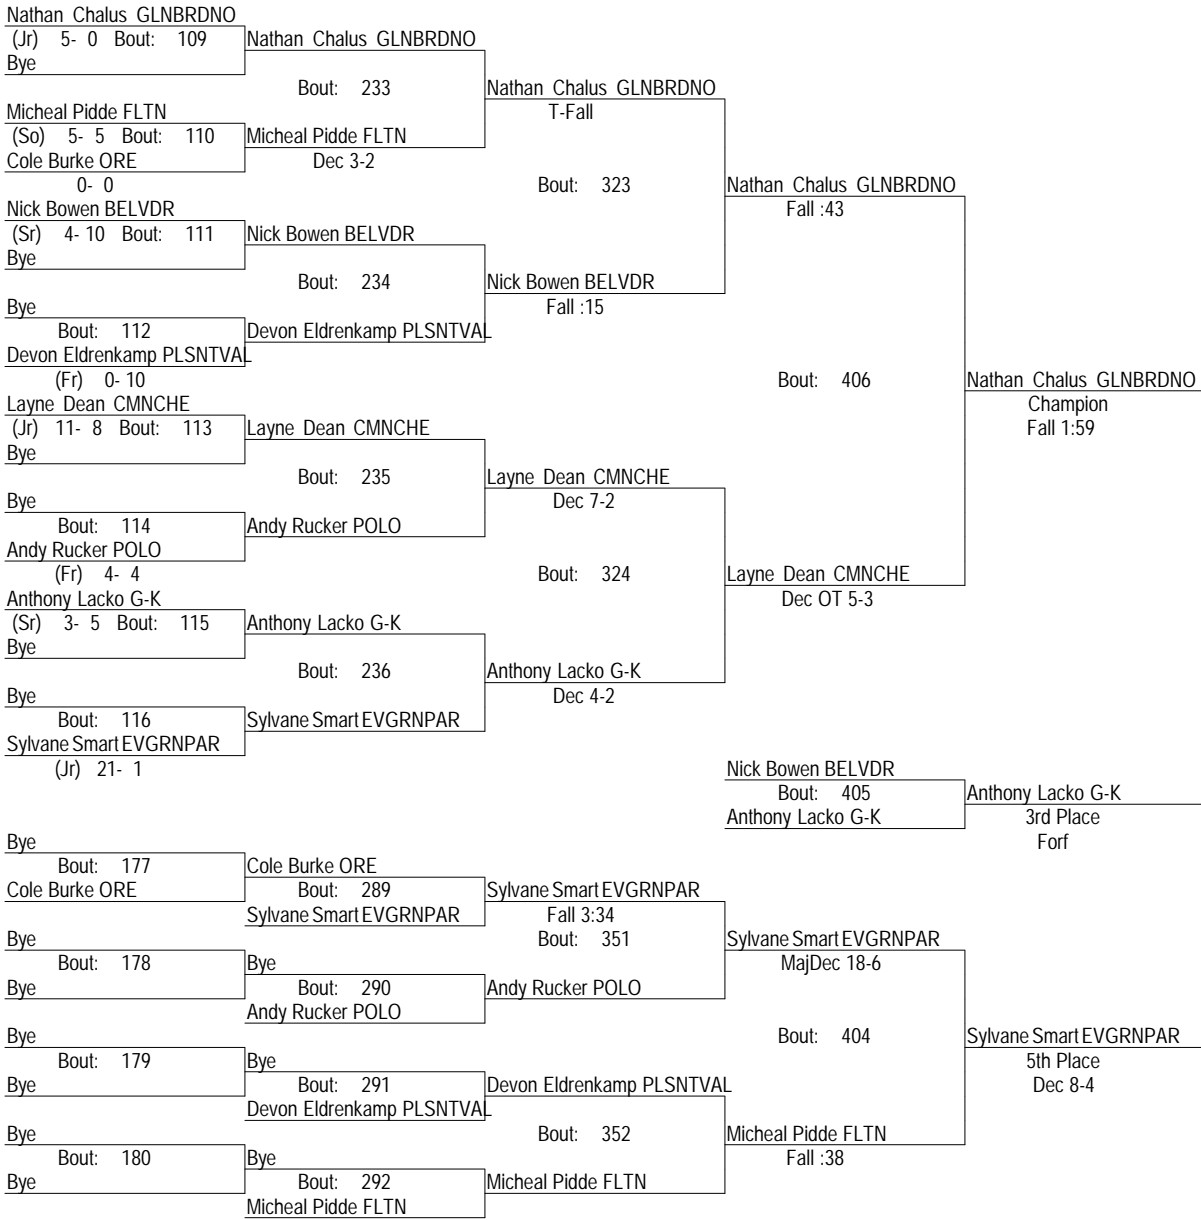 Nathan Chalus GLNBRDNO
(Jr) 5- 0 Bout: 109 Nathan Chalus GLNBRDNO
Bye
Bout: 233 Nathan Chalus GLNBRDNO
Micheal Pidde FLTN T-Fall
(So) 5- 5 Bout: 110 Micheal Pidde FLTN
Cole Burke ORE Dec 3-2
0- 0 Bout: 323 Nathan Chalus GLNBRDNO
Nick Bowen BELVDR Fall :43
(Sr) 4- 10 Bout: 111 Nick Bowen BELVDR
Bye
Bout: 234 Nick Bowen BELVDR
Bye Fall :15
Bout: 112 Devon Eldrenkamp PLSNTVAL
Devon Eldrenkamp PLSNTVAL
(Fr) 0- 10 Bout: 406 Nathan Chalus GLNBRDNO
Layne Dean CMNCHE Champion
(Jr) 11- 8 Bout: 113 Layne Dean CMNCHE Fall 1:59
Bye
Bout: 235 Layne Dean CMNCHE
Bye Dec 7-2
Bout: 114 Andy Rucker POLO
Andy Rucker POLO
(Fr) 4- 4 Bout: 324 Layne Dean CMNCHE
Anthony Lacko G-K Dec OT 5-3
(Sr) 3- 5 Bout: 115 Anthony Lacko G-K
Bye
Bout: 236 Anthony Lacko G-K
Bye Dec 4-2
Bout: 116 Sylvane Smart EVGRNPAR
Sylvane Smart EVGRNPAR
(Jr) 21- 1 Nick Bowen BELVDR
Bout: 405 Anthony Lacko G-K
Anthony Lacko G-K 3rd Place
Bye Forf
Bout: 177 Cole Burke ORE
Cole Burke ORE Bout: 289 Sylvane Smart EVGRNPAR
Sylvane Smart EVGRNPAR Fall 3:34
Bye Bout: 351 Sylvane Smart EVGRNPAR
Bout: 178 Bye MajDec 18-6
Bye Bout: 290 Andy Rucker POLO
Andy Rucker POLO
Bye Bout: 404 Sylvane Smart EVGRNPAR
Bout: 179 Bye 5th Place
Bye Bout: 291 Devon Eldrenkamp PLSNTVAL Dec 8-4
Devon Eldrenkamp PLSNTVAL
Bye Bout: 352 Micheal Pidde FLTN
Bout: 180 Bye Fall :38
Bye Bout: 292 Micheal Pidde FLTN
Micheal Pidde FLTN